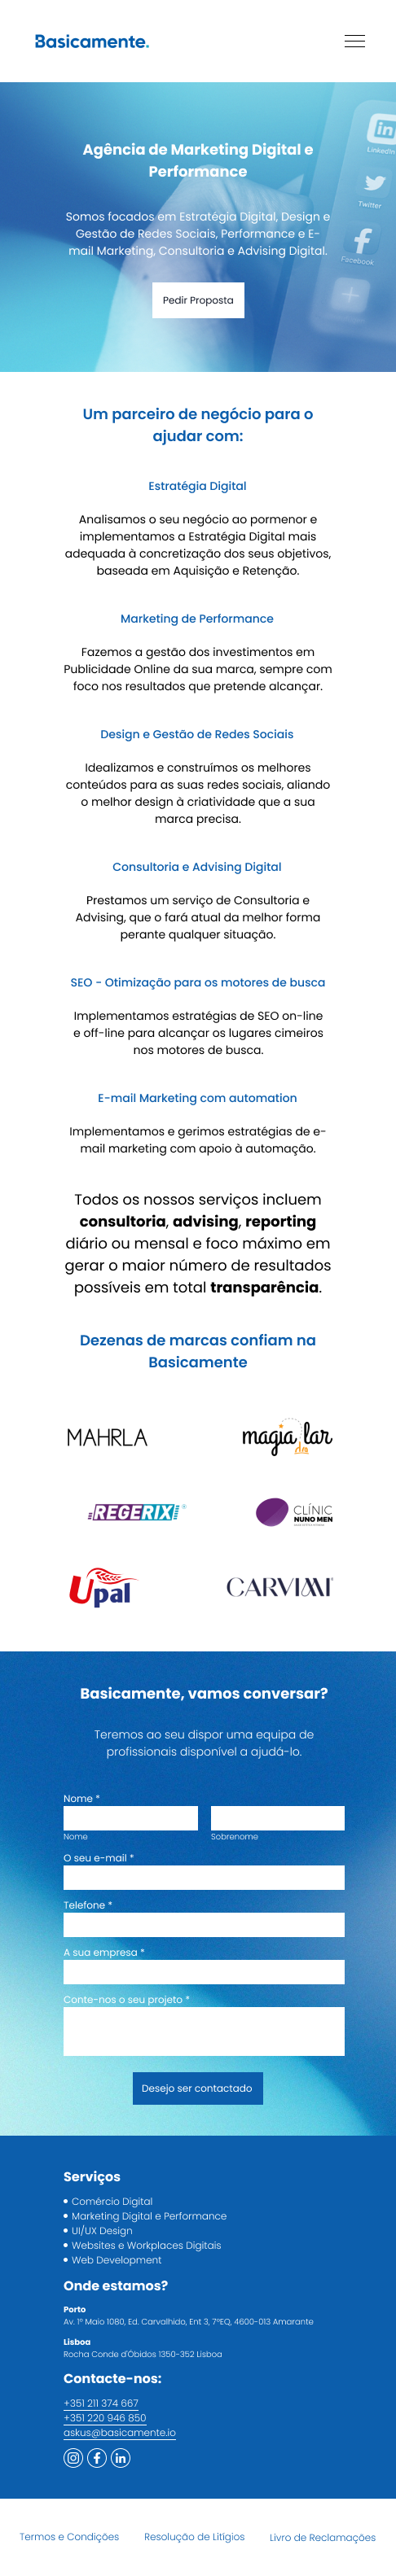 Basicamente.
Agência de Marketing Digital e
Performance
Somos focados em Estratégia Digital, Design e
Gestão de Redes Sociais, Performance e E-
mail Marketing, Consultoria e Advising Digital.
Pedir Proposta
LinkedIn
Twitter
Facebook
Um parceiro de negócio para o
ajudar com:
Estratégia Digital
Analisamos o seu negócio ao pormenor e
implementamos a Estratégia Digital mais
adequada à concretização dos seus objetivos,
baseada em Aquisição e Retenção.
Marketing de Performance
Fazemos a gestão dos investimentos em
Publicidade Online da sua marca, sempre com
foco nos resultados que pretende alcançar.
Design e Gestão de Redes Sociais
Idealizamos e construímos os melhores
conteúdos para as suas redes sociais, aliando
o melhor design à criatividade que a sua
marca precisa.
Consultoria e Advising Digital
Prestamos um serviço de Consultoria e
Advising, que o fará atual da melhor forma
perante qualquer situação.
SEO - Otimização para os motores de busca
Implementamos estratégias de SEO on-line
e off-line para alcançar os lugares cimeiros
nos motores de busca.
E-mail Marketing com automation
Implementamos e gerimos estratégias de e-
mail marketing com apoio à automação.
Todos os nossos serviços incluem
consultoria, advising, reporting
diário ou mensal e foco máximo em
gerar o maior número de resultados
possíveis em total transparência.
Dezenas de marcas confiam na
Basicamente
MAHRLA
magia lar
REGERIX
CLÍNIC
NUNO MEN
Upal
CARVIMI
Basicamente, vamos conversar?
Teremos ao seu dispor uma equipa de
profissionais disponível a ajudá-lo.
Nome *
Nome Sobrenome
O seu e-mail *
Telefone *
A sua empresa *
Conte-nos o seu projeto *
Desejo ser contactado
Serviços
Comércio Digital
Marketing Digital e Performance
UI/UX Design
Websites e Workplaces Digitais
Web Development
Onde estamos?
Porto
Av. 1º Maio 1080, Ed. Carvalhido, Ent 3, 7ºEQ, 4600-013 Amarante
Lisboa
Rocha Conde d'Óbidos 1350-352 Lisboa
Contacte-nos:
+351 211 374 667
+351 220 946 850
askus@basicamente.io
Termos e Condições Resolução de Litígios Livro de Reclamações